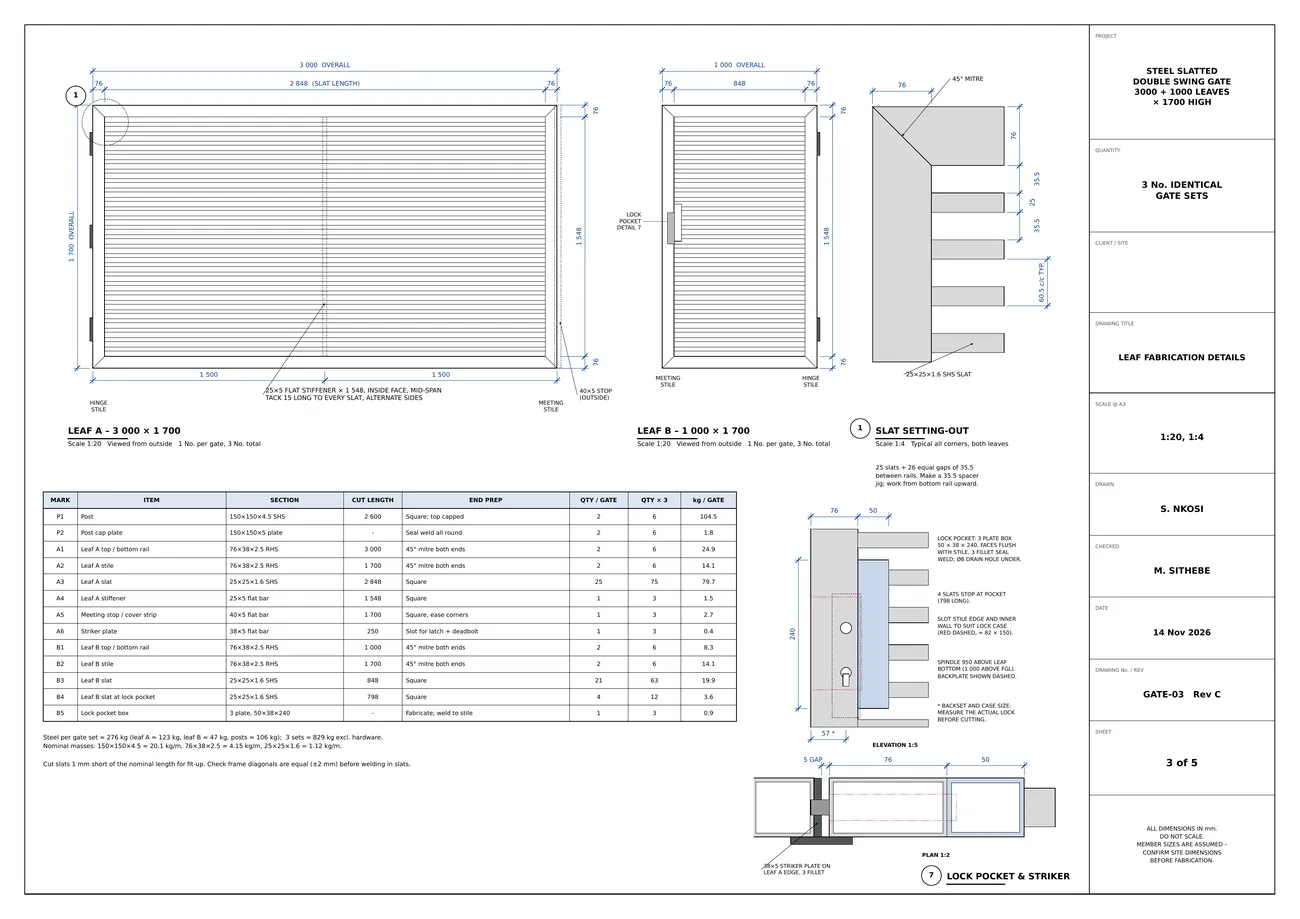 3 000 OVERALL
76
2 848 (SLAT LENGTH)
76
1
76
1 700 OVERALL
1 548
76
1 500
1 500
25×5 FLAT STIFFENER × 1 548, INSIDE FACE, MID-SPAN
TACK 15 LONG TO EVERY SLAT, ALTERNATE SIDES
40×5 STOP
(OUTSIDE)
HINGE
STILE
MEETING
STILE
LEAF A – 3 000 × 1 700
Scale 1:20 Viewed from outside 1 No. per gate, 3 No. total
1 000 OVERALL
76
848
76
76
LOCK
POCKET
DETAIL 7
1 548
76
MEETING
STILE
HINGE
STILE
LEAF B – 1 000 × 1 700
Scale 1:20 Viewed from outside 1 No. per gate, 3 No. total
45° MITRE
76
76
35.5
25
35.5
60.5 c/c TYP.
25×25×1.6 SHS SLAT
1
SLAT SETTING-OUT
Scale 1:4 Typical all corners, both leaves
25 slats + 26 equal gaps of 35.5
between rails. Make a 35.5 spacer
jig; work from bottom rail upward.
MARK ITEM SECTION CUT LENGTH END PREP QTY / GATE QTY × 3 kg / GATE
P1 Post 150×150×4.5 SHS 2 600 Square; top capped 2 6 104.5
P2 Post cap plate 150×150×5 plate - Seal weld all round 2 6 1.8
A1 Leaf A top / bottom rail 76×38×2.5 RHS 3 000 45° mitre both ends 2 6 24.9
A2 Leaf A stile 76×38×2.5 RHS 1 700 45° mitre both ends 2 6 14.1
A3 Leaf A slat 25×25×1.6 SHS 2 848 Square 25 75 79.7
A4 Leaf A stiffener 25×5 flat bar 1 548 Square 1 3 1.5
A5 Meeting stop / cover strip 40×5 flat bar 1 700 Square, ease corners 1 3 2.7
A6 Striker plate 38×5 flat bar 250 Slot for latch + deadbolt 1 3 0.4
B1 Leaf B top / bottom rail 76×38×2.5 RHS 1 000 45° mitre both ends 2 6 8.3
B2 Leaf B stile 76×38×2.5 RHS 1 700 45° mitre both ends 2 6 14.1
B3 Leaf B slat 25×25×1.6 SHS 848 Square 21 63 19.9
B4 Leaf B slat at lock pocket 25×25×1.6 SHS 798 Square 4 12 3.6
B5 Lock pocket box 3 plate, 50×38×240 - Fabricate; weld to stile 1 3 0.9
Steel per gate set ≈ 276 kg (leaf A ≈ 123 kg, leaf B ≈ 47 kg, posts ≈ 106 kg); 3 sets ≈ 829 kg excl. hardware.
Nominal masses: 150×150×4.5 = 20.1 kg/m, 76×38×2.5 = 4.15 kg/m, 25×25×1.6 = 1.12 kg/m.
Cut slats 1 mm short of the nominal length for fit-up. Check frame diagonals are equal (±2 mm) before welding in slats.
76
50
240
57 *
LOCK POCKET: 3 PLATE BOX
50 × 38 × 240, FACES FLUSH
WITH STILE, 3 FILLET SEAL
WELD; Ø8 DRAIN HOLE UNDER.
4 SLATS STOP AT POCKET
(798 LONG).
SLOT STILE EDGE AND INNER
WALL TO SUIT LOCK CASE
(RED DASHED, ≈ 82 × 150).
SPINDLE 950 ABOVE LEAF
BOTTOM (1 000 ABOVE FGL).
BACKPLATE SHOWN DASHED.
* BACKSET AND CASE SIZE:
MEASURE THE ACTUAL LOCK
BEFORE CUTTING.
ELEVATION 1:5
5 GAP
76
50
38×5 STRIKER PLATE ON
LEAF A EDGE, 3 FILLET
PLAN 1:2
7
LOCK POCKET & STRIKER
PROJECT
STEEL SLATTED
DOUBLE SWING GATE
3000 + 1000 LEAVES
× 1700 HIGH
QUANTITY
3 No. IDENTICAL
GATE SETS
CLIENT / SITE
DRAWING TITLE
LEAF FABRICATION DETAILS
SCALE @ A3
1:20, 1:4
DRAWN
S. NKOSI
CHECKED
M. SITHEBE
DATE
14 Nov 2026
DRAWING No. / REV
GATE-03 Rev C
SHEET
3 of 5
ALL DIMENSIONS IN mm.
DO NOT SCALE.
MEMBER SIZES ARE ASSUMED –
CONFIRM SITE DIMENSIONS
BEFORE FABRICATION.